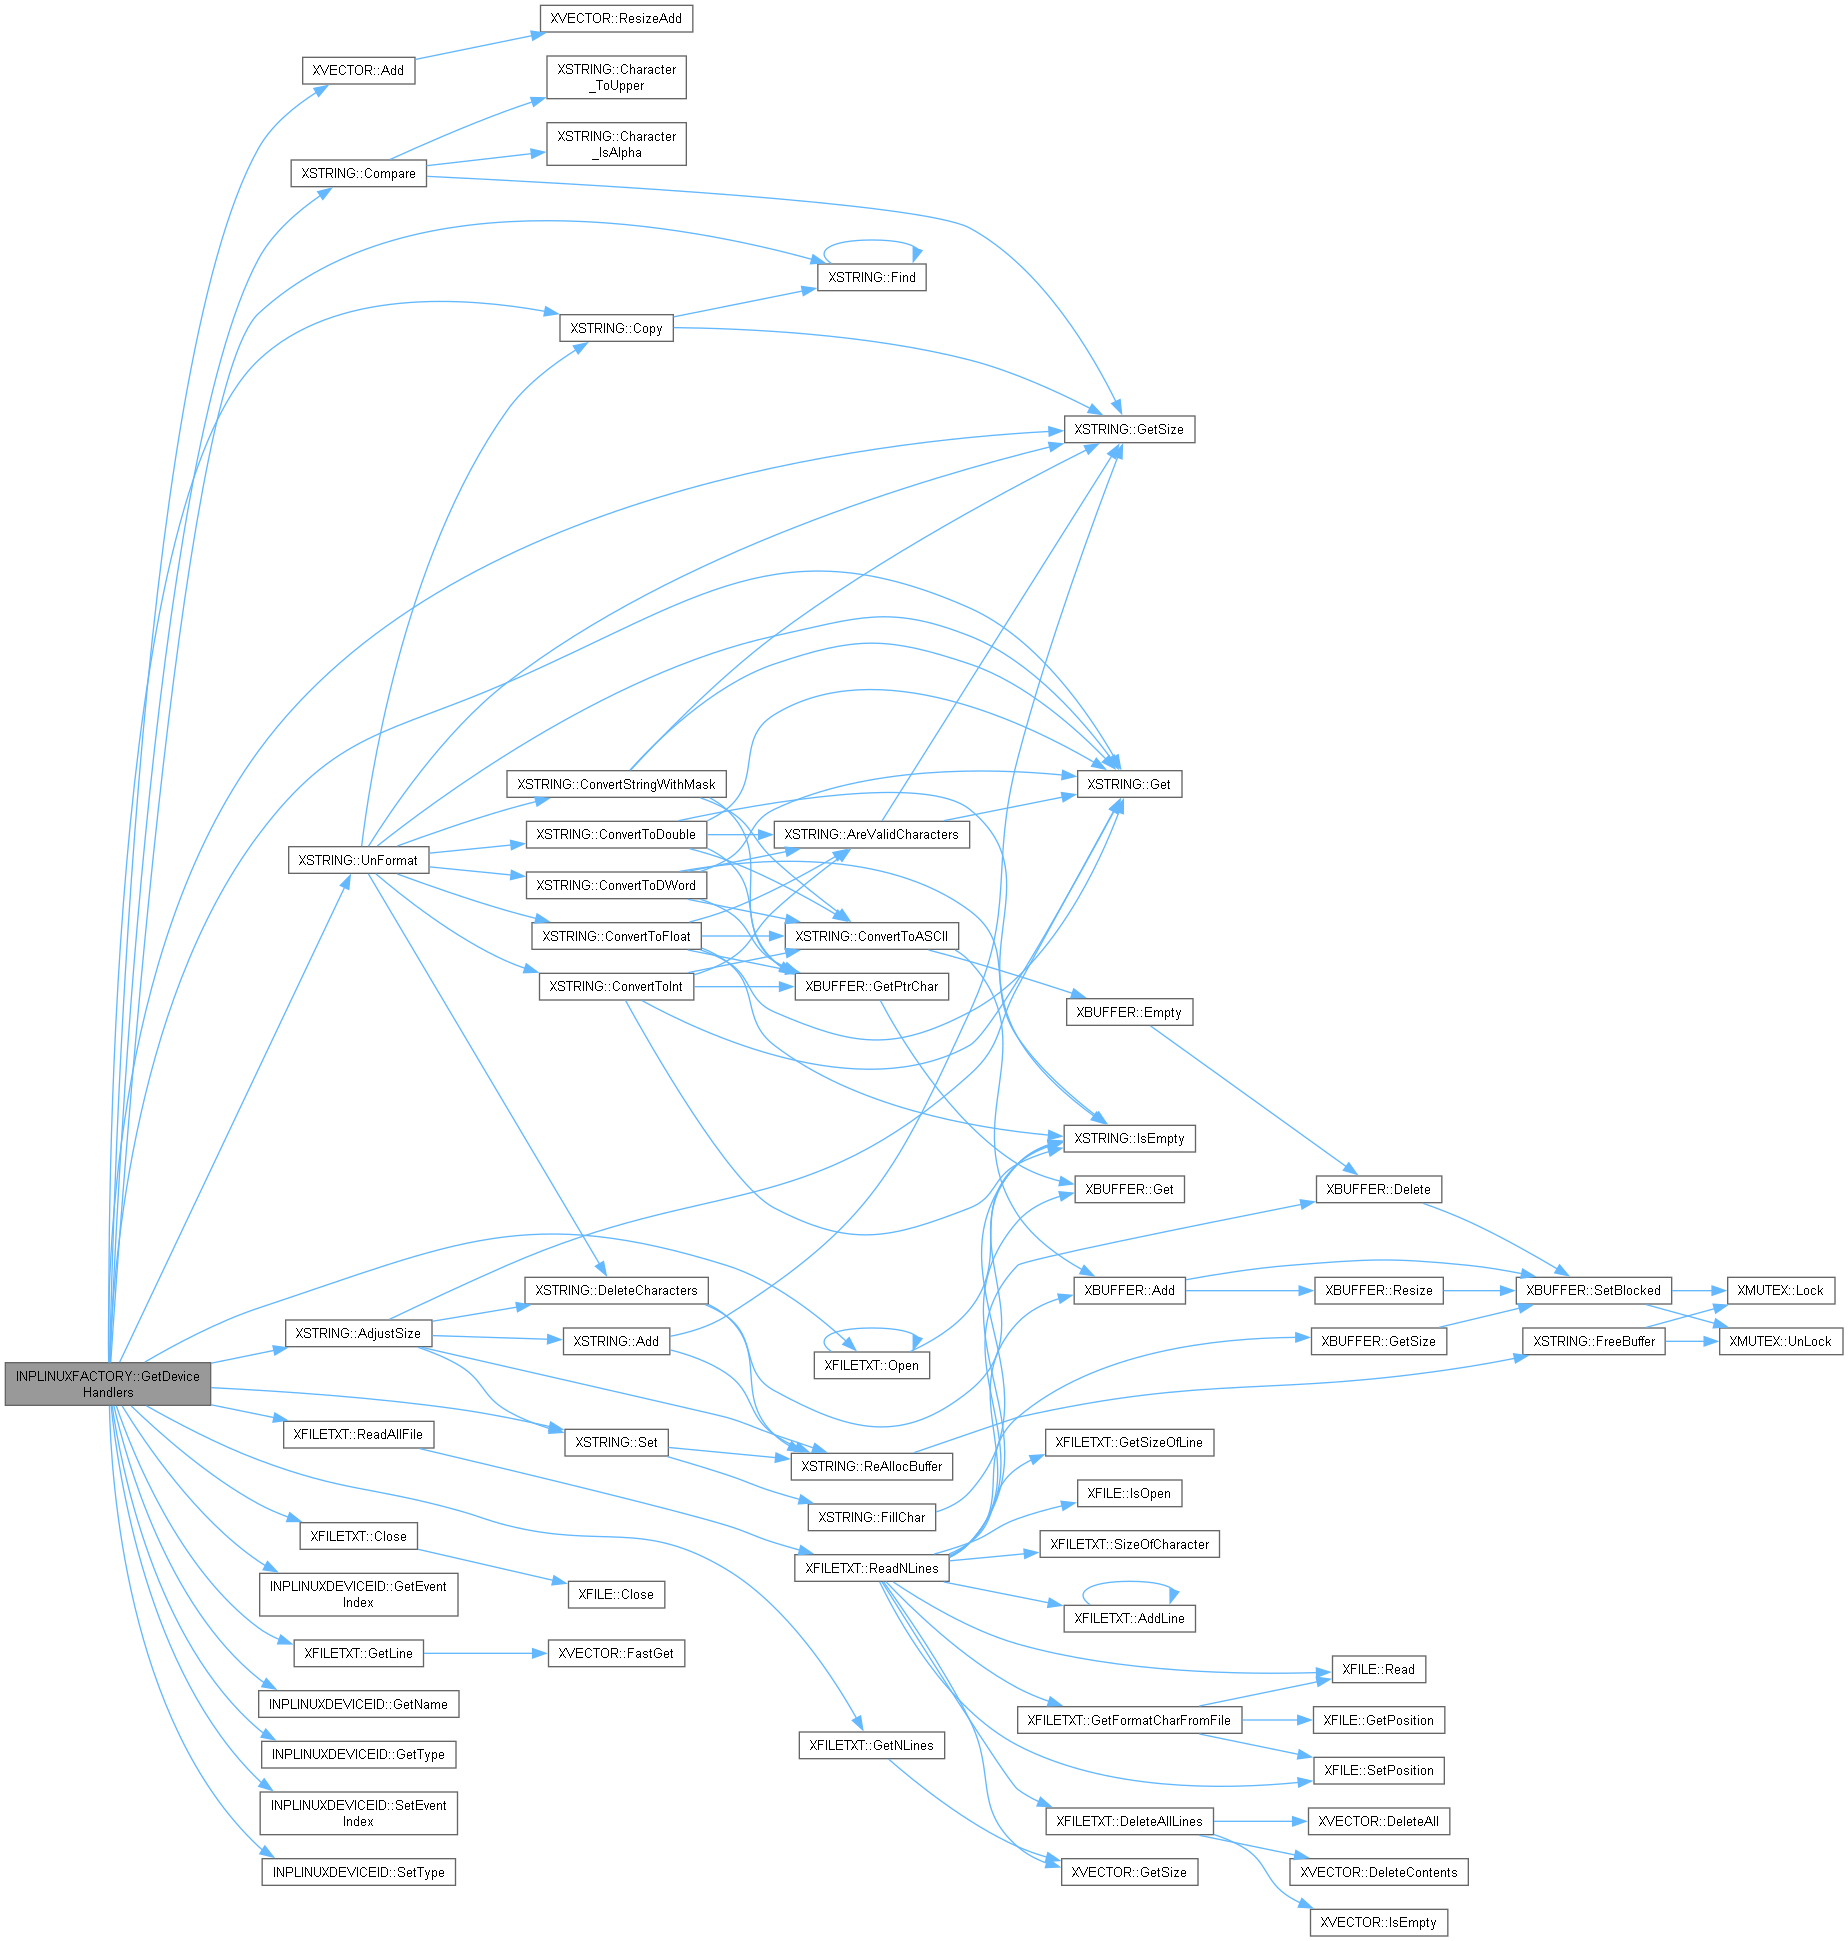 XVECTOR::ResizeAdd
XVECTOR::Add
XSTRING::Character
_ToUpper
XSTRING::Character
_IsAlpha
XSTRING::Compare
XSTRING::Find
XSTRING::Copy
XSTRING::GetSize
XSTRING::ConvertStringWithMask
XSTRING::Get
XSTRING::ConvertToDouble
XSTRING::AreValidCharacters
XSTRING::UnFormat
XSTRING::ConvertToDWord
XSTRING::ConvertToFloat
XSTRING::ConvertToASCII
XSTRING::ConvertToInt
XBUFFER::GetPtrChar
XBUFFER::Empty
XSTRING::IsEmpty
XBUFFER::Get
XBUFFER::Delete
XSTRING::DeleteCharacters
XBUFFER::Add
XBUFFER::Resize
XBUFFER::SetBlocked
XMUTEX::Lock
XSTRING::AdjustSize
XSTRING::Add
XBUFFER::GetSize
XSTRING::FreeBuffer
XMUTEX::UnLock
XFILETXT::Open
INPLINUXFACTORY::GetDevice
Handlers
XFILETXT::ReadAllFile
XSTRING::Set
XFILETXT::GetSizeOfLine
XSTRING::ReAllocBuffer
XFILE::IsOpen
XSTRING::FillChar
XFILETXT::Close
XFILETXT::SizeOfCharacter
XFILETXT::ReadNLines
INPLINUXDEVICEID::GetEvent
Index
XFILE::Close
XFILETXT::AddLine
XFILETXT::GetLine
XVECTOR::FastGet
XFILE::Read
INPLINUXDEVICEID::GetName
XFILETXT::GetFormatCharFromFile
XFILE::GetPosition
XFILETXT::GetNLines
INPLINUXDEVICEID::GetType
XFILE::SetPosition
INPLINUXDEVICEID::SetEvent
Index
XFILETXT::DeleteAllLines
XVECTOR::DeleteAll
INPLINUXDEVICEID::SetType
XVECTOR::GetSize
XVECTOR::DeleteContents
XVECTOR::IsEmpty